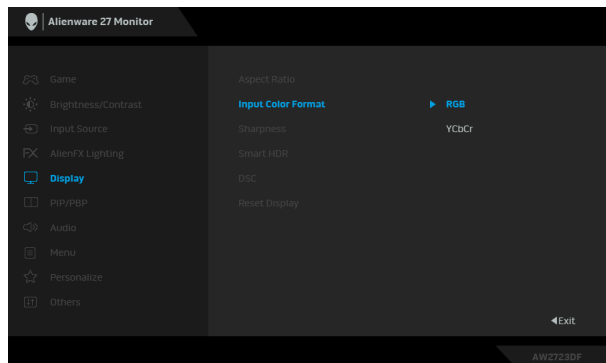 Alienware 27 Monitor
Game
Aspect Ratio
Brightness/Contrast
Input Color Format
RGB
Input Source
Sharpness
YCbCr
FX AlienFX Lighting
Smart HDR
Display
DSC
PIP/PBP
Reset Display
Audio
Menu
Personalize
Others
Exit
AW2723DF